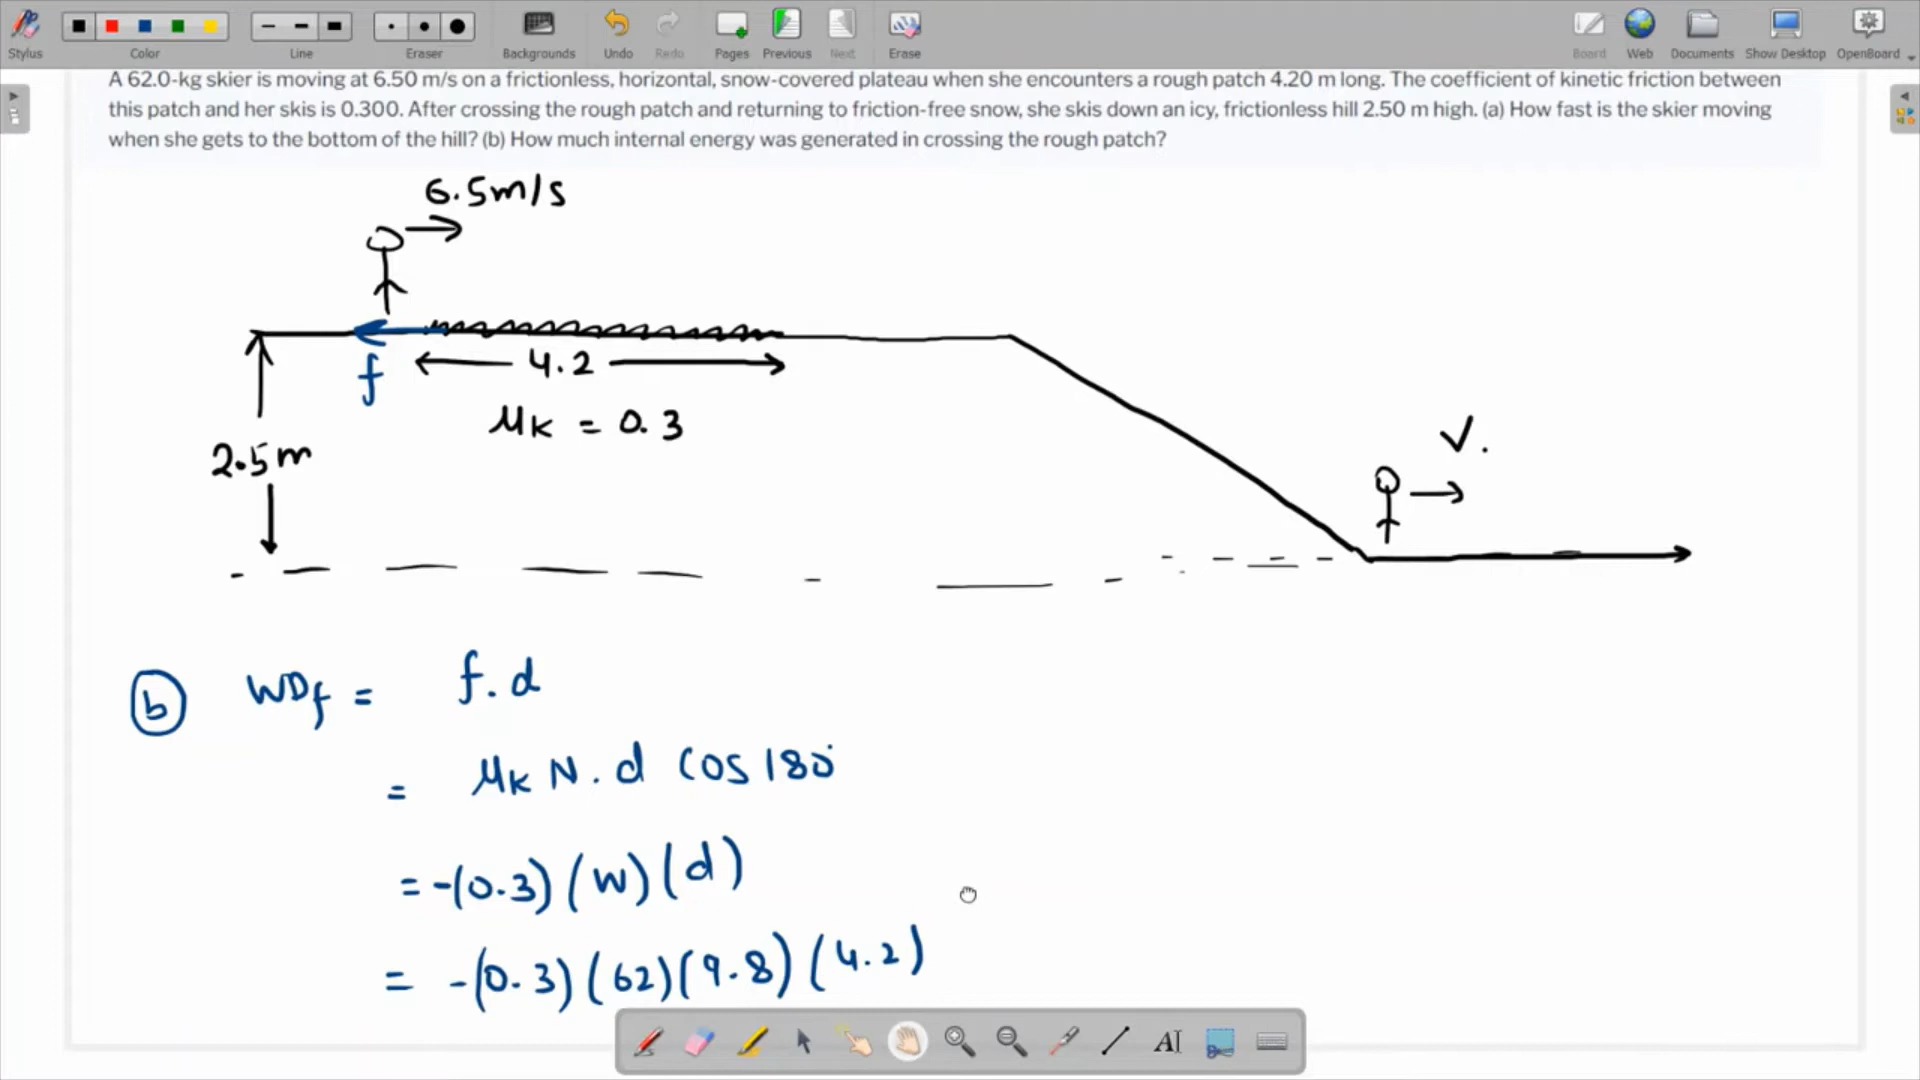 Stylus Color Line Eraser Backgrounds Undo Redo Pages Previous Next Erase Board Web Documents Show Desktop OpenBoard
A 62.0-kg skier is moving at 6.50 m/s on a frictionless, horizontal, snow-covered plateau when she encounters a rough patch 4.20 m long. The coefficient of kinetic friction between
this patch and her skis is 0.300. After crossing the rough patch and returning to friction-free snow, she skis down an icy, frictionless hill 2.50 m high. (a) How fast is the skier moving
when she gets to the bottom of the hill? (b) How much internal energy was generated in crossing the rough patch?
6.5m/s
f
4.2
μk = 0.3
2.5m
V.
b WDf = f.d
= μk N. d cos 180°
= -(0.3)(w)(d)
= -(0.3)(62)(9.8)(4.2)
AI